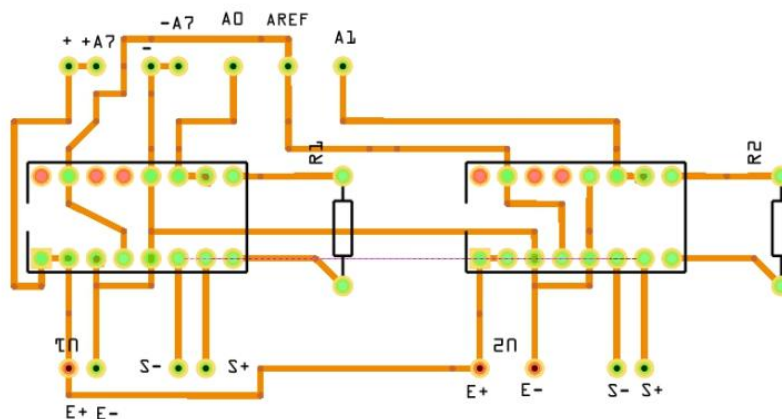 + +A7 - -A7 A0 AREF A1
R1 R2
U1 S- S+ U2
E+ E- E+ E- S- S+